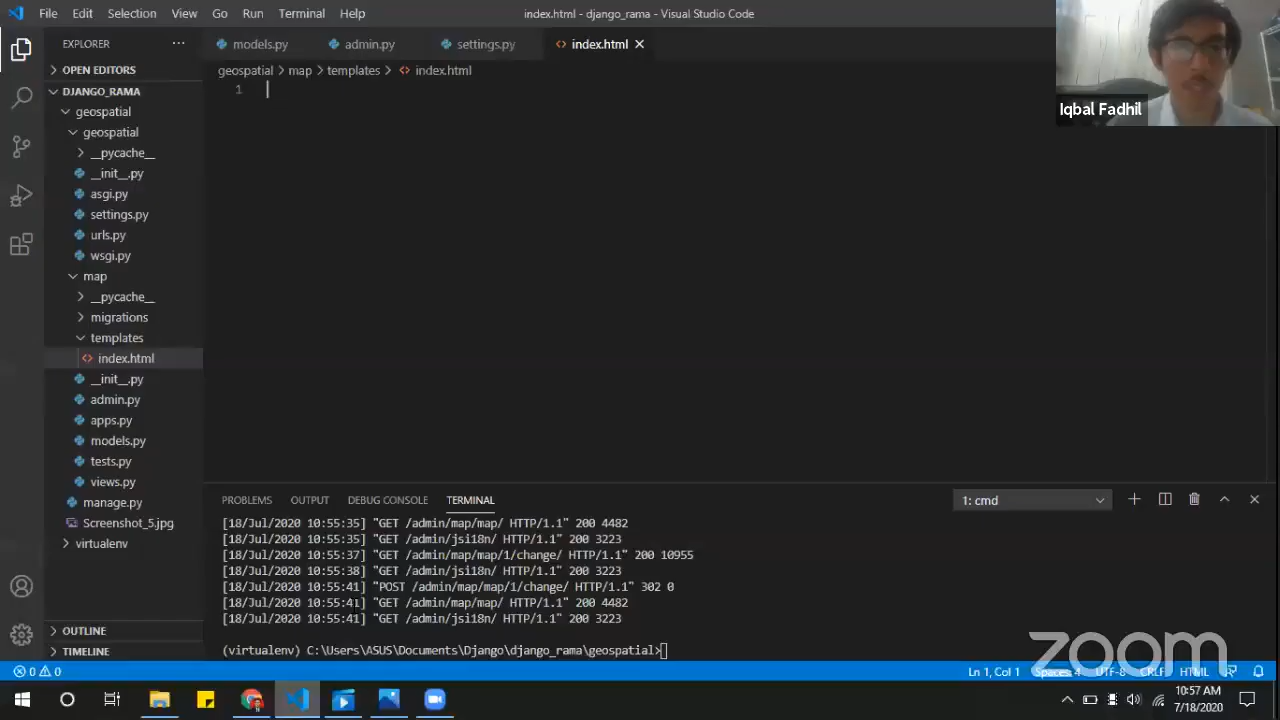 File Edit Selection View Go Run Terminal Help
index.html - django_rama - Visual Studio Code
EXPLORER
models.py admin.py settings.py index.html
OPEN EDITORS
geospatial > map > templates > index.html
1
DJANGO_RAMA
geospatial
geospatial
__pycache__
__init__.py
asgi.py
settings.py
urls.py
wsgi.py
map
__pycache__
migrations
templates
index.html
__init__.py
admin.py
apps.py
models.py
tests.py
views.py
manage.py
Screenshot_5.jpg
virtualenv
OUTLINE
TIMELINE
Iqbal Fadhil
PROBLEMS OUTPUT DEBUG CONSOLE TERMINAL
1: cmd
[18/Jul/2020 10:55:35] "GET /admin/map/map/ HTTP/1.1" 200 4482
[18/Jul/2020 10:55:35] "GET /admin/jsi18n/ HTTP/1.1" 200 3223
[18/Jul/2020 10:55:37] "GET /admin/map/map/1/change/ HTTP/1.1" 200 10955
[18/Jul/2020 10:55:38] "GET /admin/jsi18n/ HTTP/1.1" 200 3223
[18/Jul/2020 10:55:41] "POST /admin/map/map/1/change/ HTTP/1.1" 302 0
[18/Jul/2020 10:55:41] "GET /admin/map/map/ HTTP/1.1" 200 4482
[18/Jul/2020 10:55:41] "GET /admin/jsi18n/ HTTP/1.1" 200 3223
(virtualenv) C:\Users\ASUS\Documents\Django\django_rama\geospatial>
zoom
0 0
Ln 1, Col 1 Spaces: 4 UTF-8 CRLF HTML
10:57 AM
7/18/2020